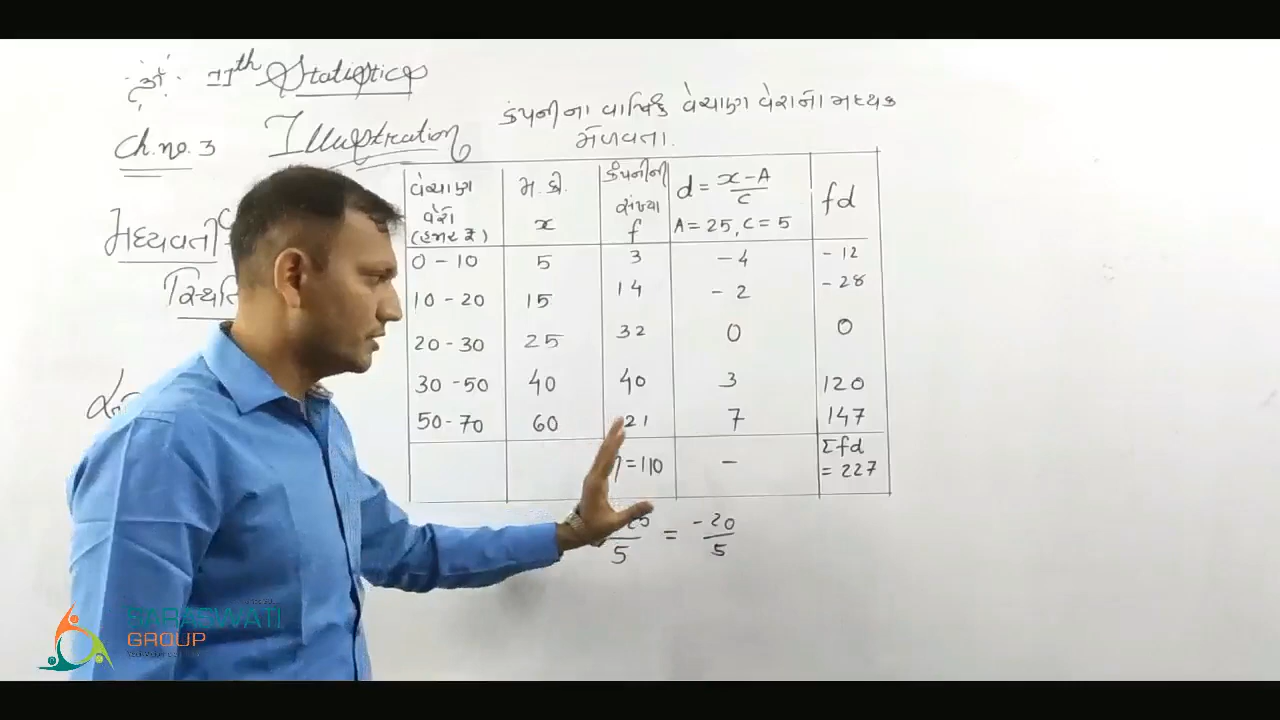 ૐ 11th Statistics
Ch.no.3 Illustration
કંપનીના વાર્ષિક વેચાણ વેરાના મધ્યક
મેળવતા.
મધ્યવર્તી
સ્થિતિ
વેચાણ વેરો (હજાર ₹) મ.કિં. x કંપનીની સંખ્યા f d = x-A / C A = 25, C = 5 fd
0 - 10 5 3 -4 -12
10 - 20 15 14 -2 -28
20 - 30 25 32 0 0
30 - 50 40 40 3 120
50 - 70 60 21 7 147
n = 110 - Σfd = 227
5 = -20 / 5
SARASWATI
GROUP